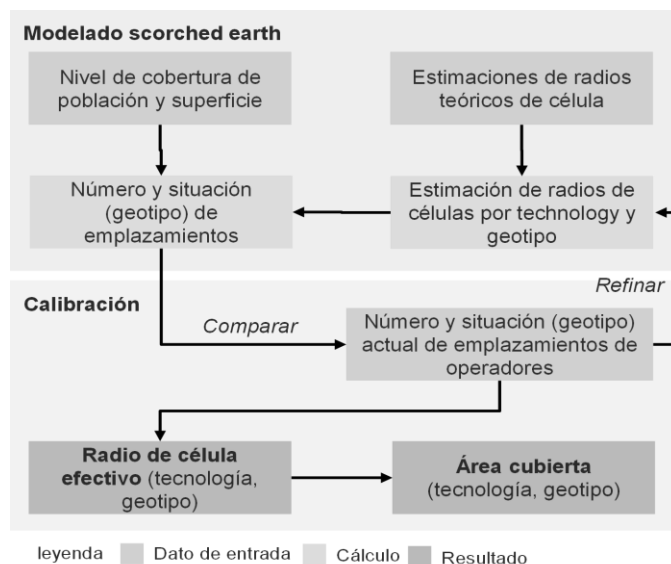 Modelado scorched earth
Nivel de cobertura de
población y superficie
Estimaciones de radios
teóricos de célula
Número y situación
(geotipo) de
emplazamientos
Estimación de radios de
células por technology y
geotipo
Refinar
Calibración
Comparar
Número y situación (geotipo)
actual de emplazamientos de
operadores
Radio de célula
efectivo (tecnología,
geotipo)
Área cubierta
(tecnología, geotipo)
leyenda Dato de entrada Cálculo Resultado